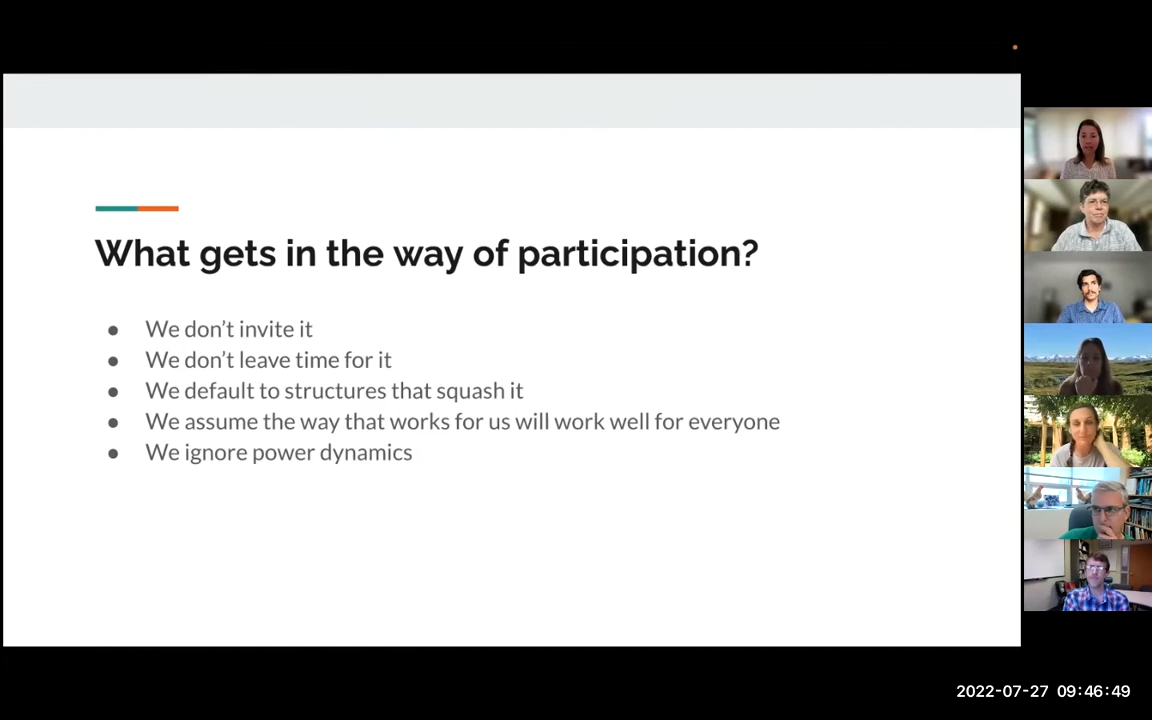 What gets in the way of participation?
● We don’t invite it
● We don’t leave time for it
● We default to structures that squash it
● We assume the way that works for us will work well for everyone
● We ignore power dynamics
2022-07-27 09:46:49